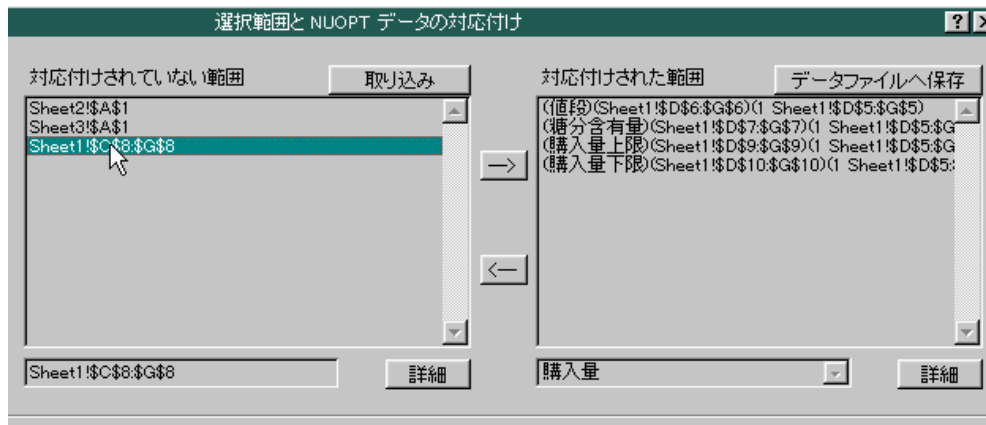 選択範囲と NUOPT データの対応付け
対応付けされていない範囲
取り込み
Sheet2!$A$1
Sheet3!$A$1
Sheet1!$C$8:$G$8
Sheet1!$C$8:$G$8
詳細
—>
<—
対応付けされた範囲
データファイルへ保存
(値段)(Sheet1!$D$6:$G$6)(1 Sheet1!$D$5:$G$5)
(糖分含有量)(Sheet1!$D$7:$G$7)(1 Sheet1!$D$5:$G
(購入量上限)(Sheet1!$D$9:$G$9)(1 Sheet1!$D$5:$G
(購入量下限)(Sheet1!$D$10:$G$10)(1 Sheet1!$D$5:
購入量
詳細